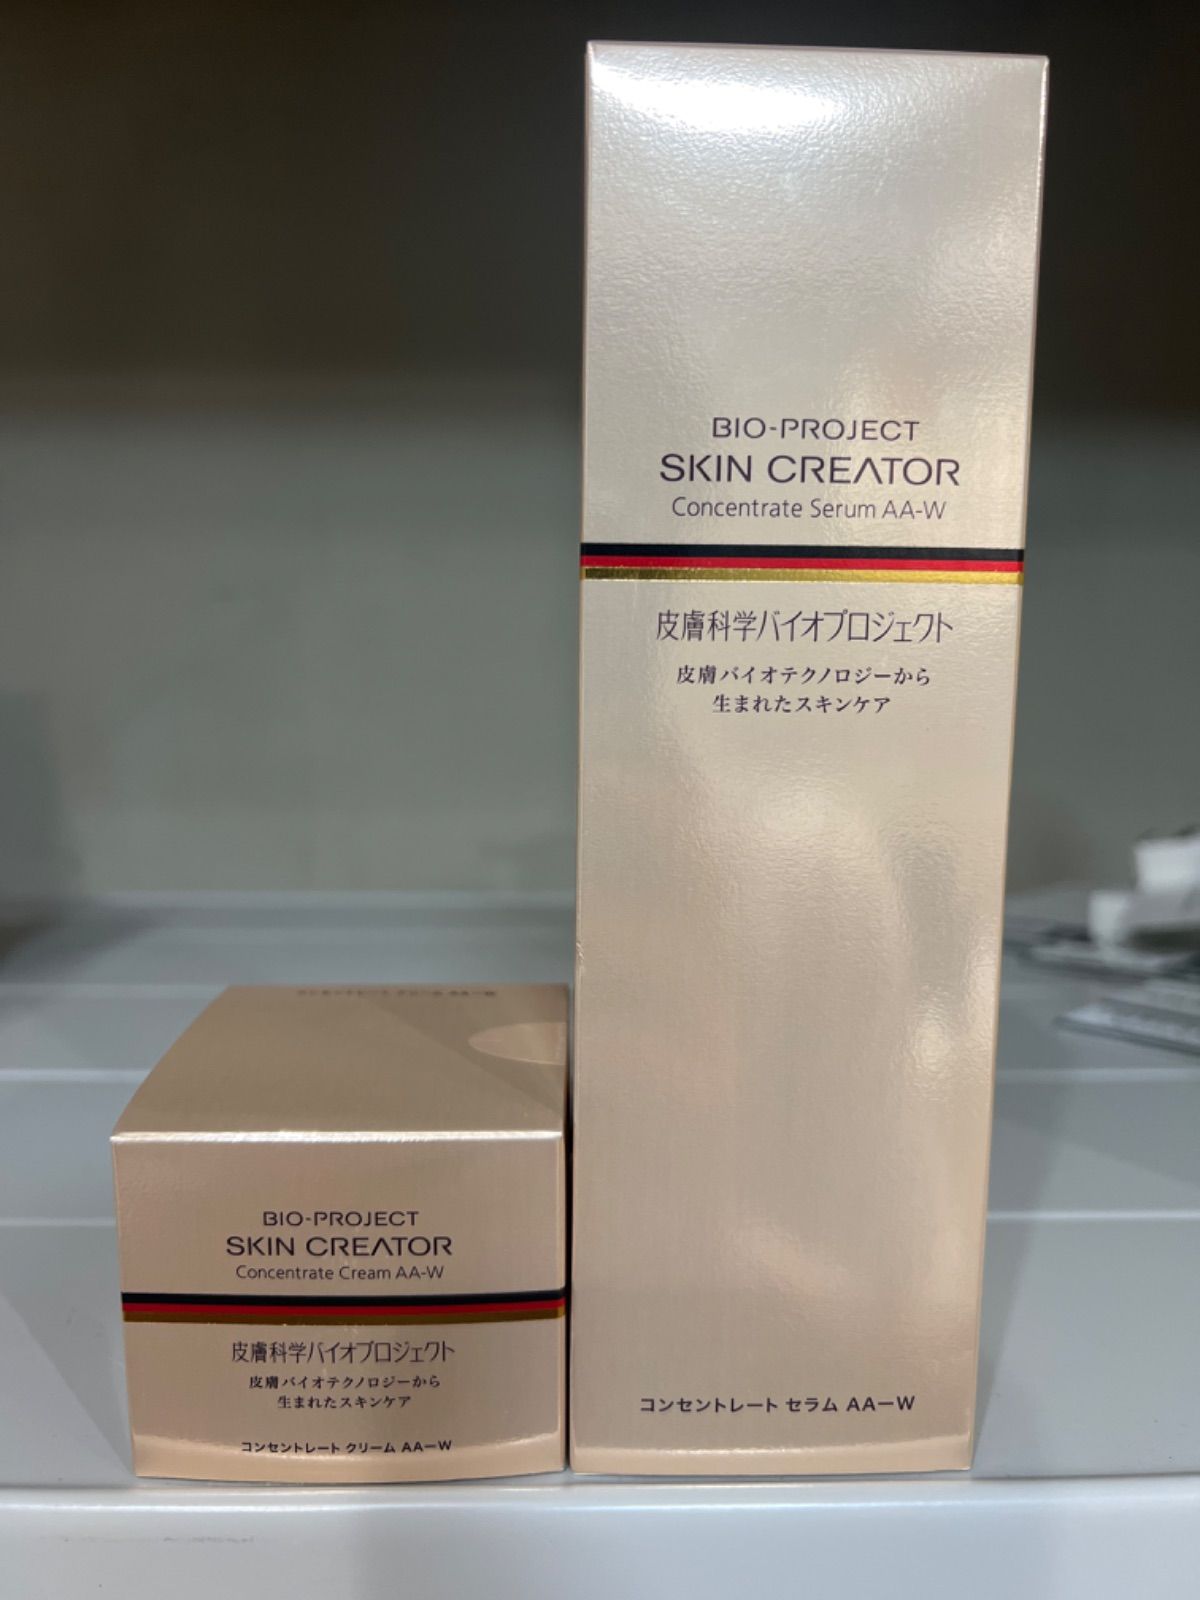 BIO-PROJECT
SKIN CREATOR
Concentrate Serum AA-W
皮膚科学バイオプロジェクト
皮膚バイオテクノロジーから
生まれたスキンケア
コンセントレート セラム AA-W
BIO-PROJECT
SKIN CREATOR
Concentrate Cream AA-W
皮膚科学バイオプロジェクト
皮膚バイオテクノロジーから
生まれたスキンケア
コンセントレート クリーム AA-W